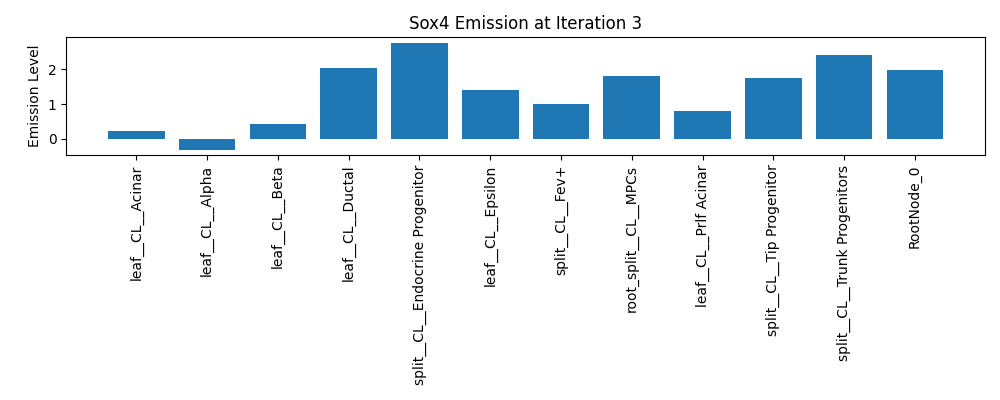 Sox4 Emission at Iteration 3
Emission Level
2
1
0
leaf__CL__Acinar
leaf__CL__Alpha
leaf__CL__Beta
leaf__CL__Ductal
split__CL__Endocrine Progenitor
leaf__CL__Epsilon
split__CL__Fev+
root_split__CL__MPCs
leaf__CL__Prlf Acinar
split__CL__Tip Progenitor
split__CL__Trunk Progenitors
RootNode_0